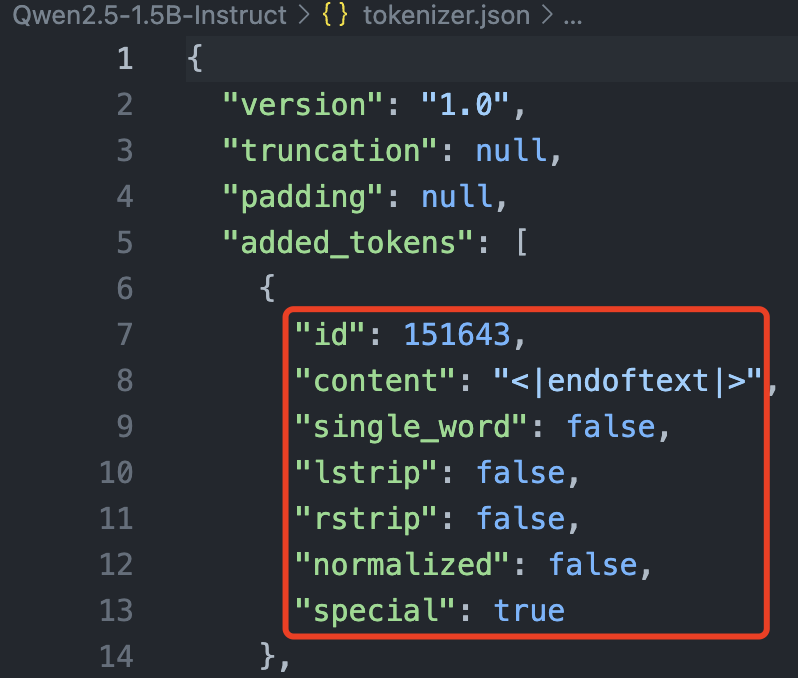 Qwen2.5-1.5B-Instruct > {} tokenizer.json > ...
1 {
2 "version": "1.0",
3 "truncation": null,
4 "padding": null,
5 "added_tokens": [
6 {
7 "id": 151643,
8 "content": "<|endoftext|>",
9 "single_word": false,
10 "lstrip": false,
11 "rstrip": false,
12 "normalized": false,
13 "special": true
14 },